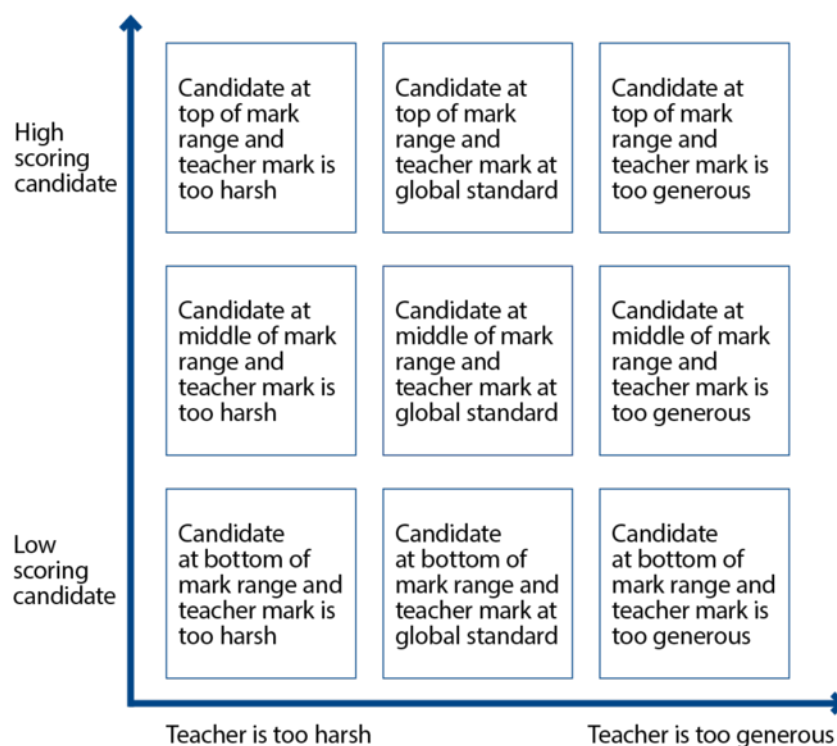 High
scoring
candidate
Candidate at
top of mark
range and
teacher mark is
too harsh
Candidate at
top of mark
range and
teacher mark at
global standard
Candidate at
top of mark
range and
teacher mark is
too generous
Candidate at
middle of mark
range and
teacher mark is
too harsh
Candidate at
middle of mark
range and
teacher mark at
global standard
Candidate at
middle of mark
range and
teacher mark is
too generous
Low
scoring
candidate
Candidate
at bottom of
mark range and
teacher mark is
too harsh
Candidate
at bottom of
mark range and
teacher mark at
global standard
Candidate
at bottom of
mark range and
teacher mark is
too generous
Teacher is too harsh
Teacher is too generous